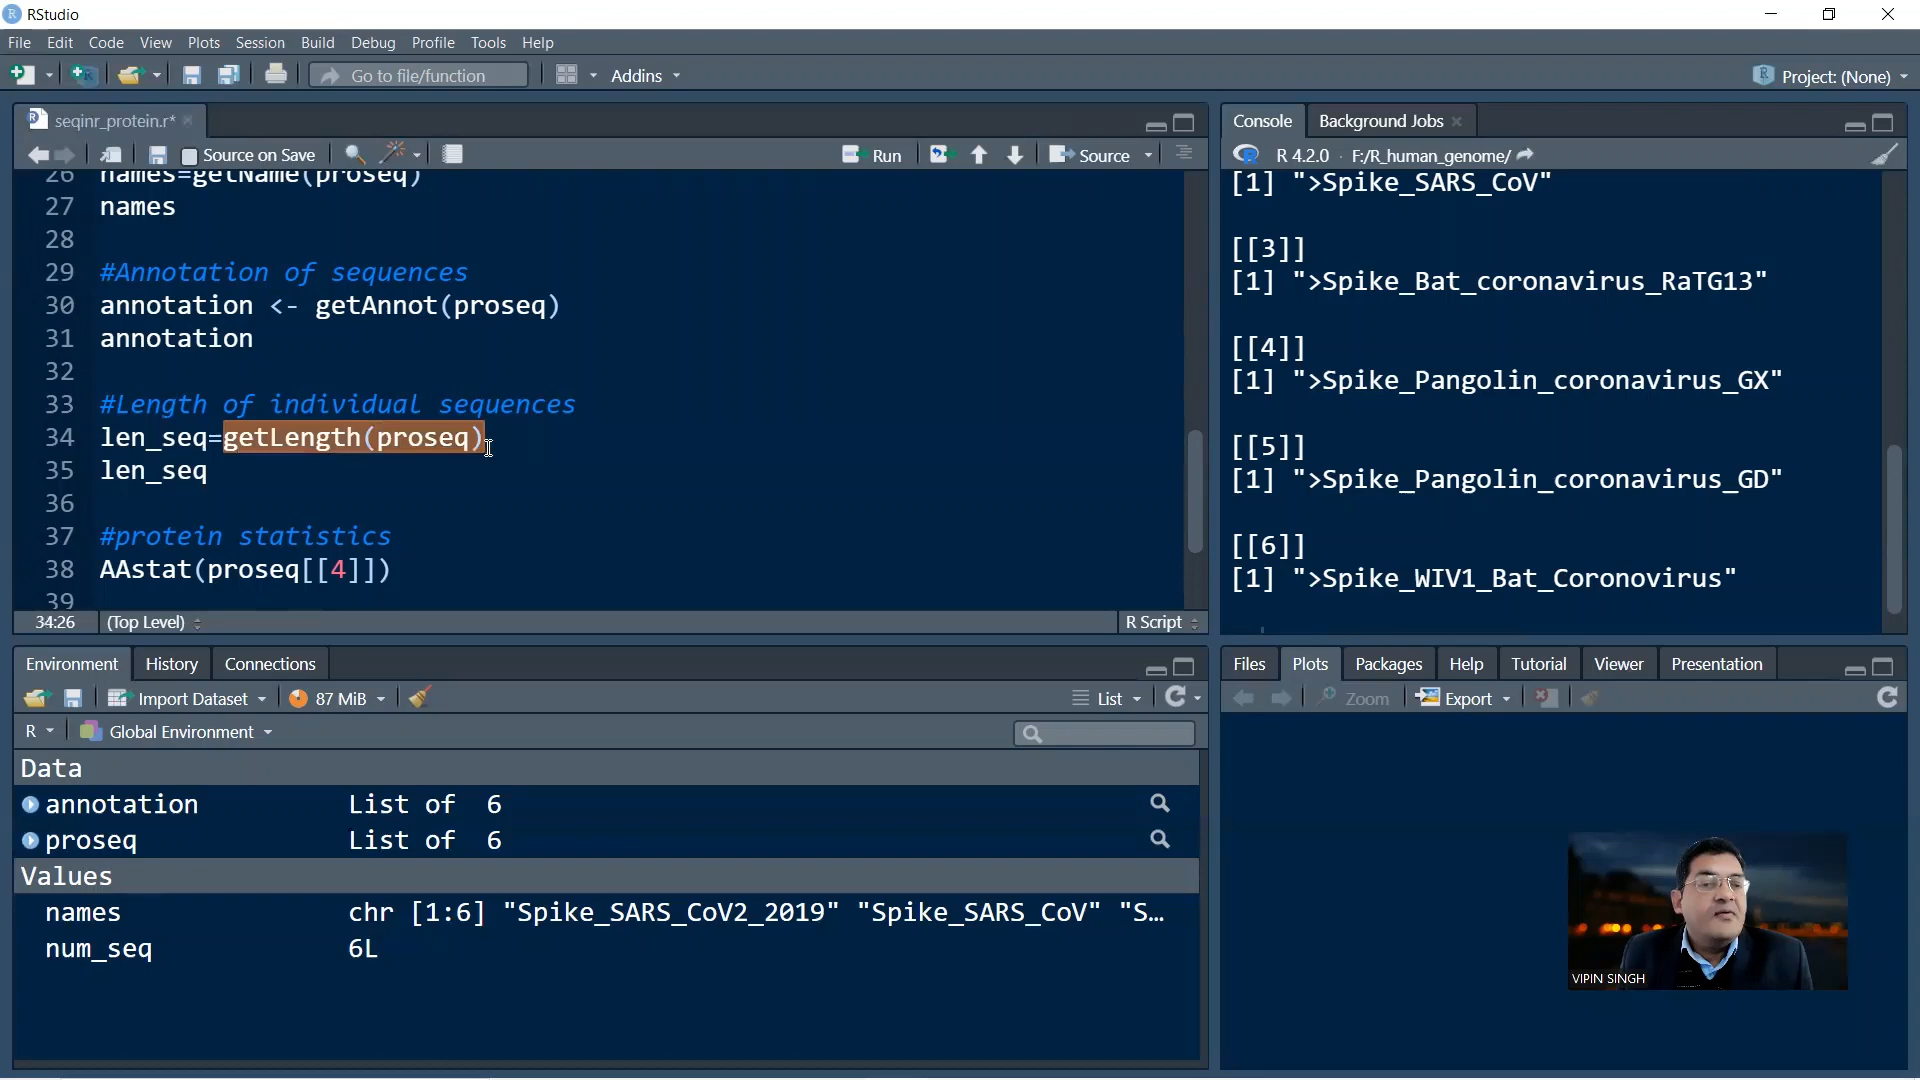 RStudio
File Edit Code View Plots Session Build Debug Profile Tools Help
Go to file/function Addins Project: (None)
seqinr_protein.r*
Source on Save Run Source
26 names=getName(proseq)
27 names
28
29 #Annotation of sequences
30 annotation <- getAnnot(proseq)
31 annotation
32
33 #Length of individual sequences
34 len_seq=getLength(proseq)
35 len_seq
36
37 #protein statistics
38 AAstat(proseq[[4]])
39
34:26 (Top Level) R Script
Console Background Jobs
R 4.2.0 · F:/R_human_genome/
[1] ">Spike_SARS_CoV"
[[3]]
[1] ">Spike_Bat_coronavirus_RaTG13"
[[4]]
[1] ">Spike_Pangolin_coronavirus_GX"
[[5]]
[1] ">Spike_Pangolin_coronavirus_GD"
[[6]]
[1] ">Spike_WIV1_Bat_Coronovirus"
Environment History Connections
Import Dataset 87 MiB List
R Global Environment
Data
annotation List of 6
proseq List of 6
Values
names chr [1:6] "Spike_SARS_CoV2_2019" "Spike_SARS_CoV" "S…
num_seq 6L
Files Plots Packages Help Tutorial Viewer Presentation
Zoom Export
VIPIN SINGH